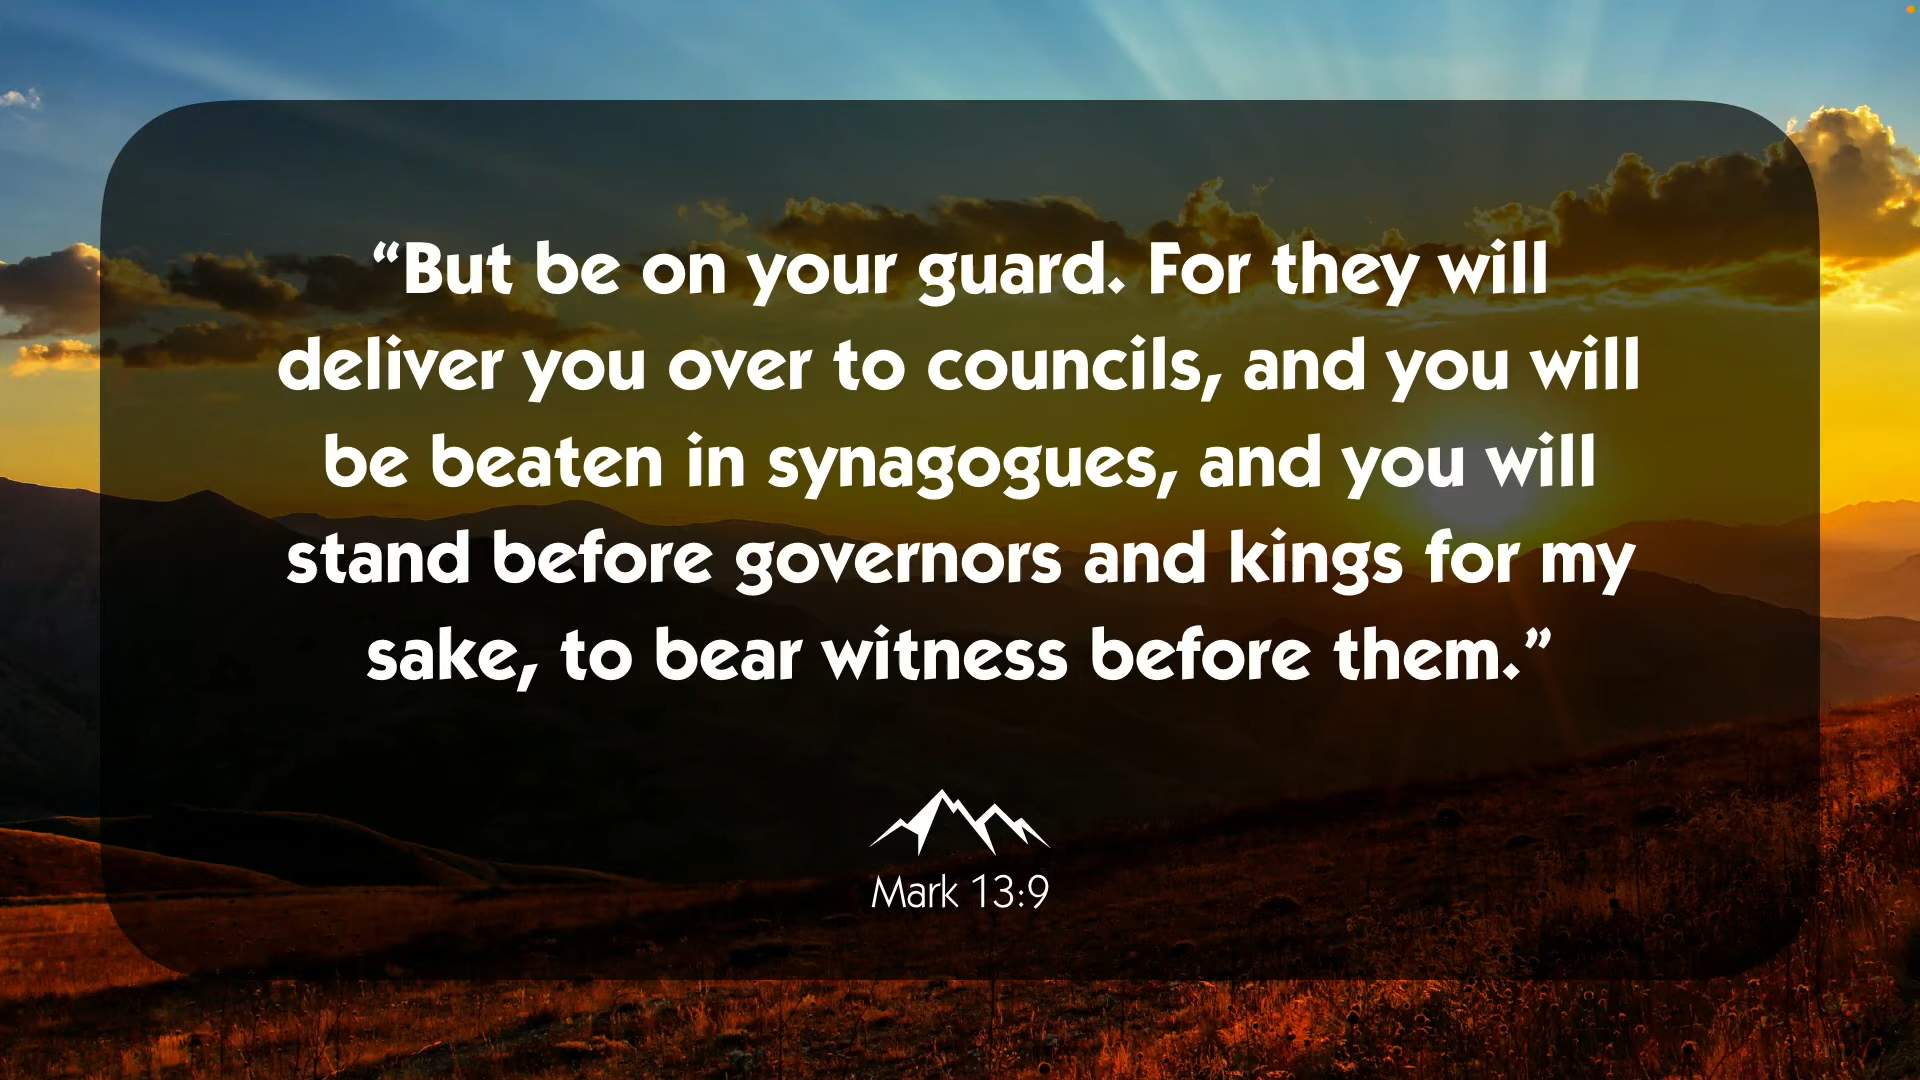 “But be on your guard. For they will
deliver you over to councils, and you will
be beaten in synagogues, and you will
stand before governors and kings for my
sake, to bear witness before them.”
Mark 13:9